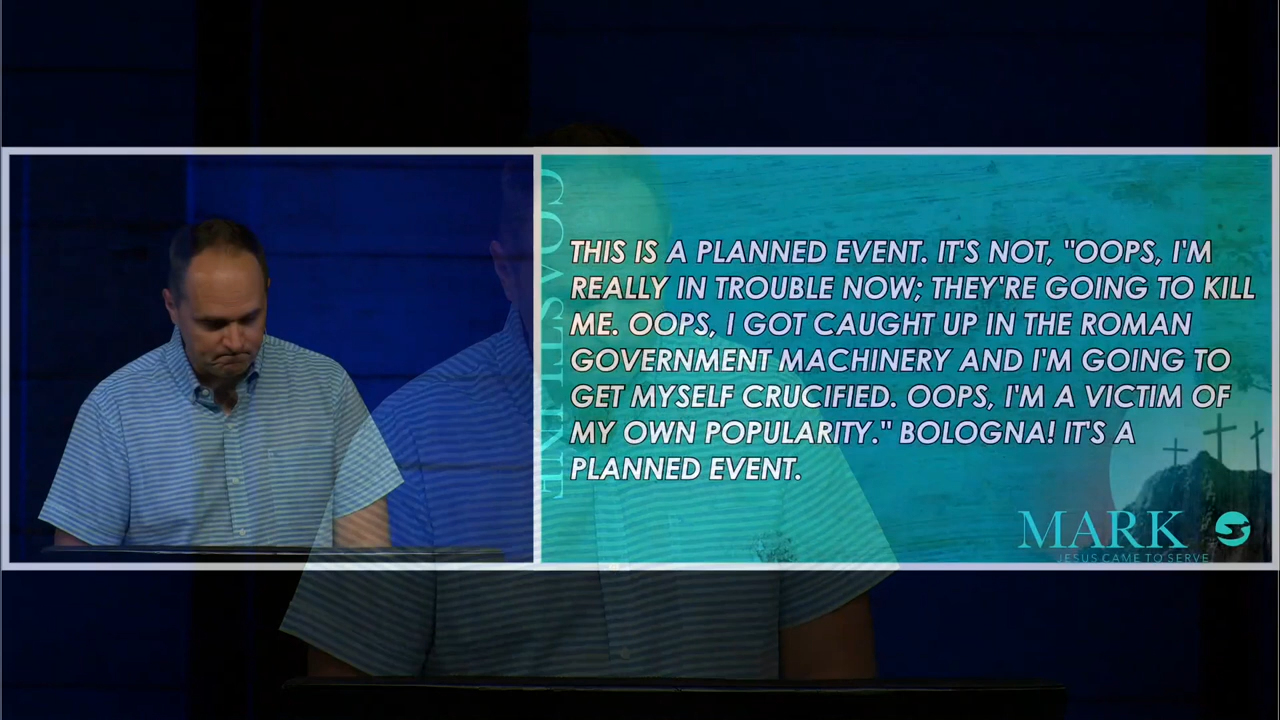 COASTLINE
THIS IS A PLANNED EVENT. IT'S NOT, "OOPS, I'M
REALLY IN TROUBLE NOW; THEY'RE GOING TO KILL
ME. OOPS, I GOT CAUGHT UP IN THE ROMAN
GOVERNMENT MACHINERY AND I'M GOING TO
GET MYSELF CRUCIFIED. OOPS, I'M A VICTIM OF
MY OWN POPULARITY." BOLOGNA! IT'S A
PLANNED EVENT.
MARK
JESUS CAME TO SERVE